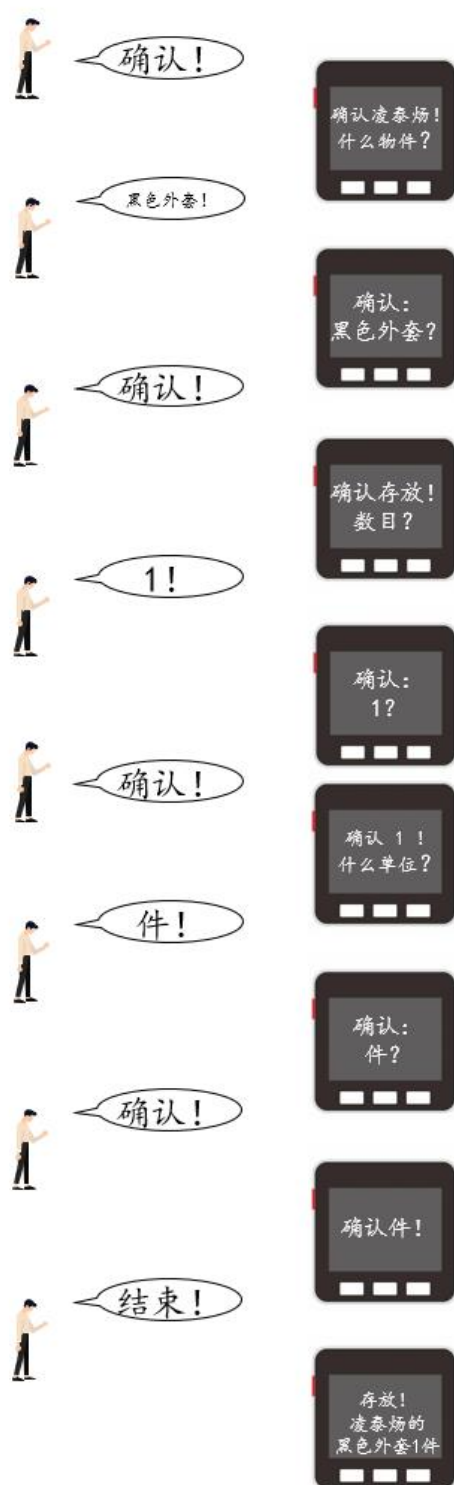 确认!
确认凌泰炀!
什么物件?
黑色外套!
确认:
黑色外套?
确认!
确认存放!
数目?
1!
确认:
1?
确认!
确认 1 !
什么单位?
件!
确认:
件?
确认!
确认件!
结束!
存放!
凌泰炀的
黑色外套1件